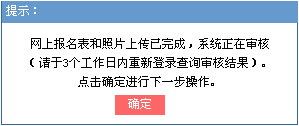 提示：
网上报名表和照片上传已完成，系统正在审核
（请于3个工作日内重新登录查询审核结果）。
点击确定进行下一步操作。
确定